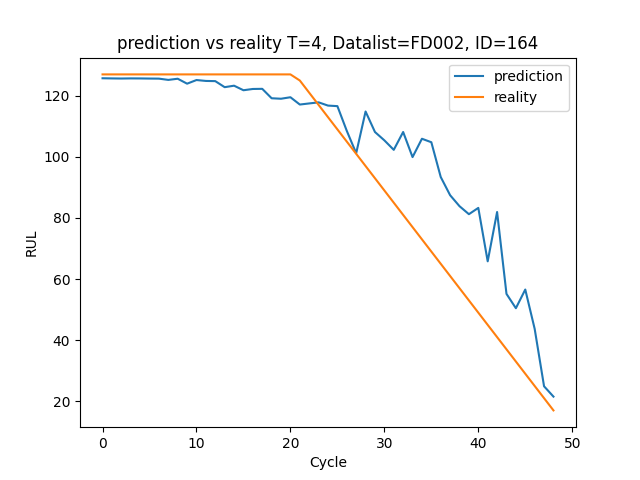 prediction vs reality T=4, Datalist=FD002, ID=164
prediction
reality
120
100
80
60
40
20
RUL
0 10 20 30 40 50
Cycle